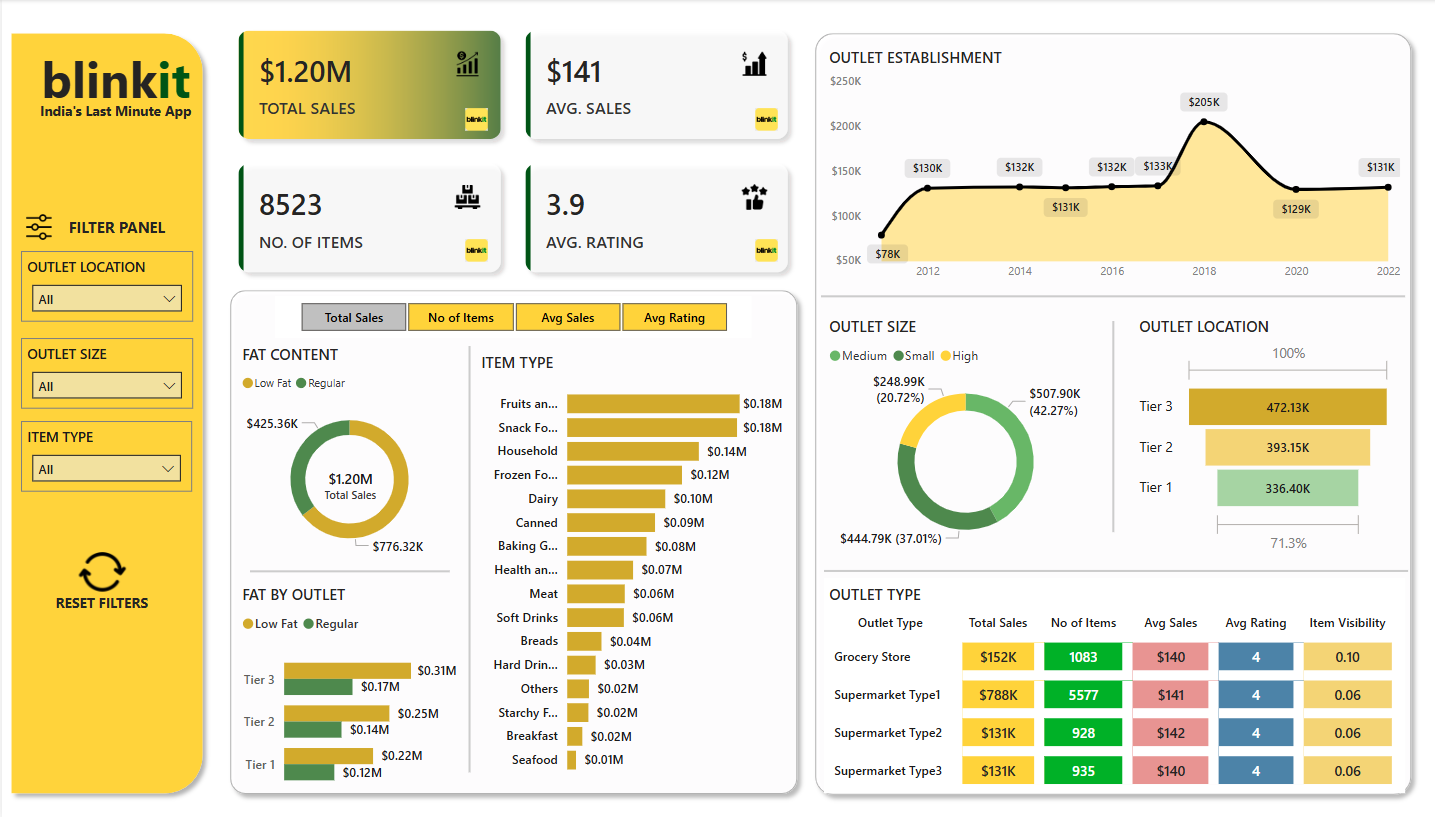 blinkit
India's Last Minute App
FILTER PANEL
OUTLET LOCATION
All
OUTLET SIZE
All
ITEM TYPE
All
RESET FILTERS
$1.20M
TOTAL SALES
blinkit
$141
AVG. SALES
blinkit
8523
NO. OF ITEMS
blinkit
3.9
AVG. RATING
blinkit
Total Sales No of Items Avg Sales Avg Rating
FAT CONTENT
Low Fat Regular
$425.36K
$1.20M
Total Sales
$776.32K
FAT BY OUTLET
Low Fat Regular
Tier 3 $0.31M
$0.17M
Tier 2 $0.25M
$0.14M
Tier 1 $0.22M
$0.12M
ITEM TYPE
Fruits an... $0.18M
Snack Fo... $0.18M
Household $0.14M
Frozen Fo... $0.12M
Dairy $0.10M
Canned $0.09M
Baking G... $0.08M
Health an... $0.07M
Meat $0.06M
Soft Drinks $0.06M
Breads $0.04M
Hard Drin... $0.03M
Others $0.02M
Starchy F... $0.02M
Breakfast $0.02M
Seafood $0.01M
OUTLET ESTABLISHMENT
$250K
$200K
$150K
$100K
$50K
$78K
$130K
$132K
$131K
$132K
$133K
$205K
$129K
$131K
2012 2014 2016 2018 2020 2022
OUTLET SIZE
Medium Small High
$248.99K
(20.72%)
$507.90K
(42.27%)
$444.79K (37.01%)
OUTLET LOCATION
100%
Tier 3 472.13K
Tier 2 393.15K
Tier 1 336.40K
71.3%
OUTLET TYPE
Outlet Type Total Sales No of Items Avg Sales Avg Rating Item Visibility
Grocery Store $152K 1083 $140 4 0.10
Supermarket Type1 $788K 5577 $141 4 0.06
Supermarket Type2 $131K 928 $142 4 0.06
Supermarket Type3 $131K 935 $140 4 0.06